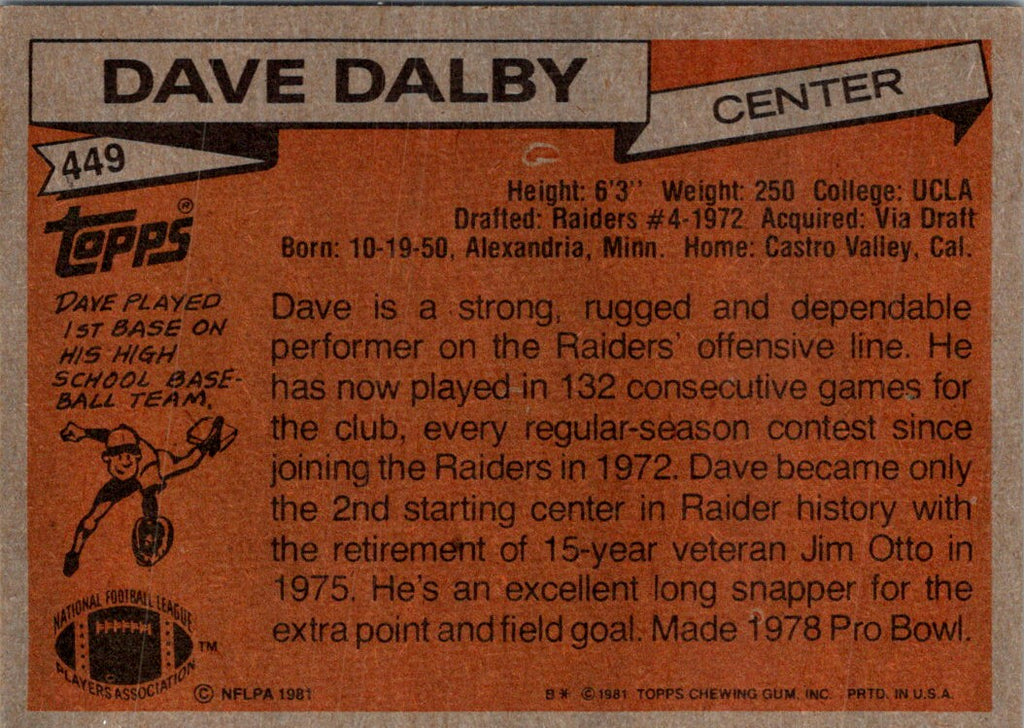 DAVE DALBY
CENTER
449
topps®
Height: 6'3'' Weight: 250 College: UCLA
Drafted: Raiders #4-1972 Acquired: Via Draft
Born: 10-19-50, Alexandria, Minn. Home: Castro Valley, Cal.
DAVE PLAYED
1ST BASE ON
HIS HIGH
SCHOOL BASE-
BALL TEAM.
Dave is a strong, rugged and dependable
performer on the Raiders' offensive line. He
has now played in 132 consecutive games for
the club, every regular-season contest since
joining the Raiders in 1972. Dave became only
the 2nd starting center in Raider history with
the retirement of 15-year veteran Jim Otto in
1975. He's an excellent long snapper for the
extra point and field goal. Made 1978 Pro Bowl.
NATIONAL FOOTBALL LEAGUE
PLAYERS ASSOCIATION
TM
© NFLPA 1981
B* © 1981 TOPPS CHEWING GUM, INC. PRTD. IN U.S.A.